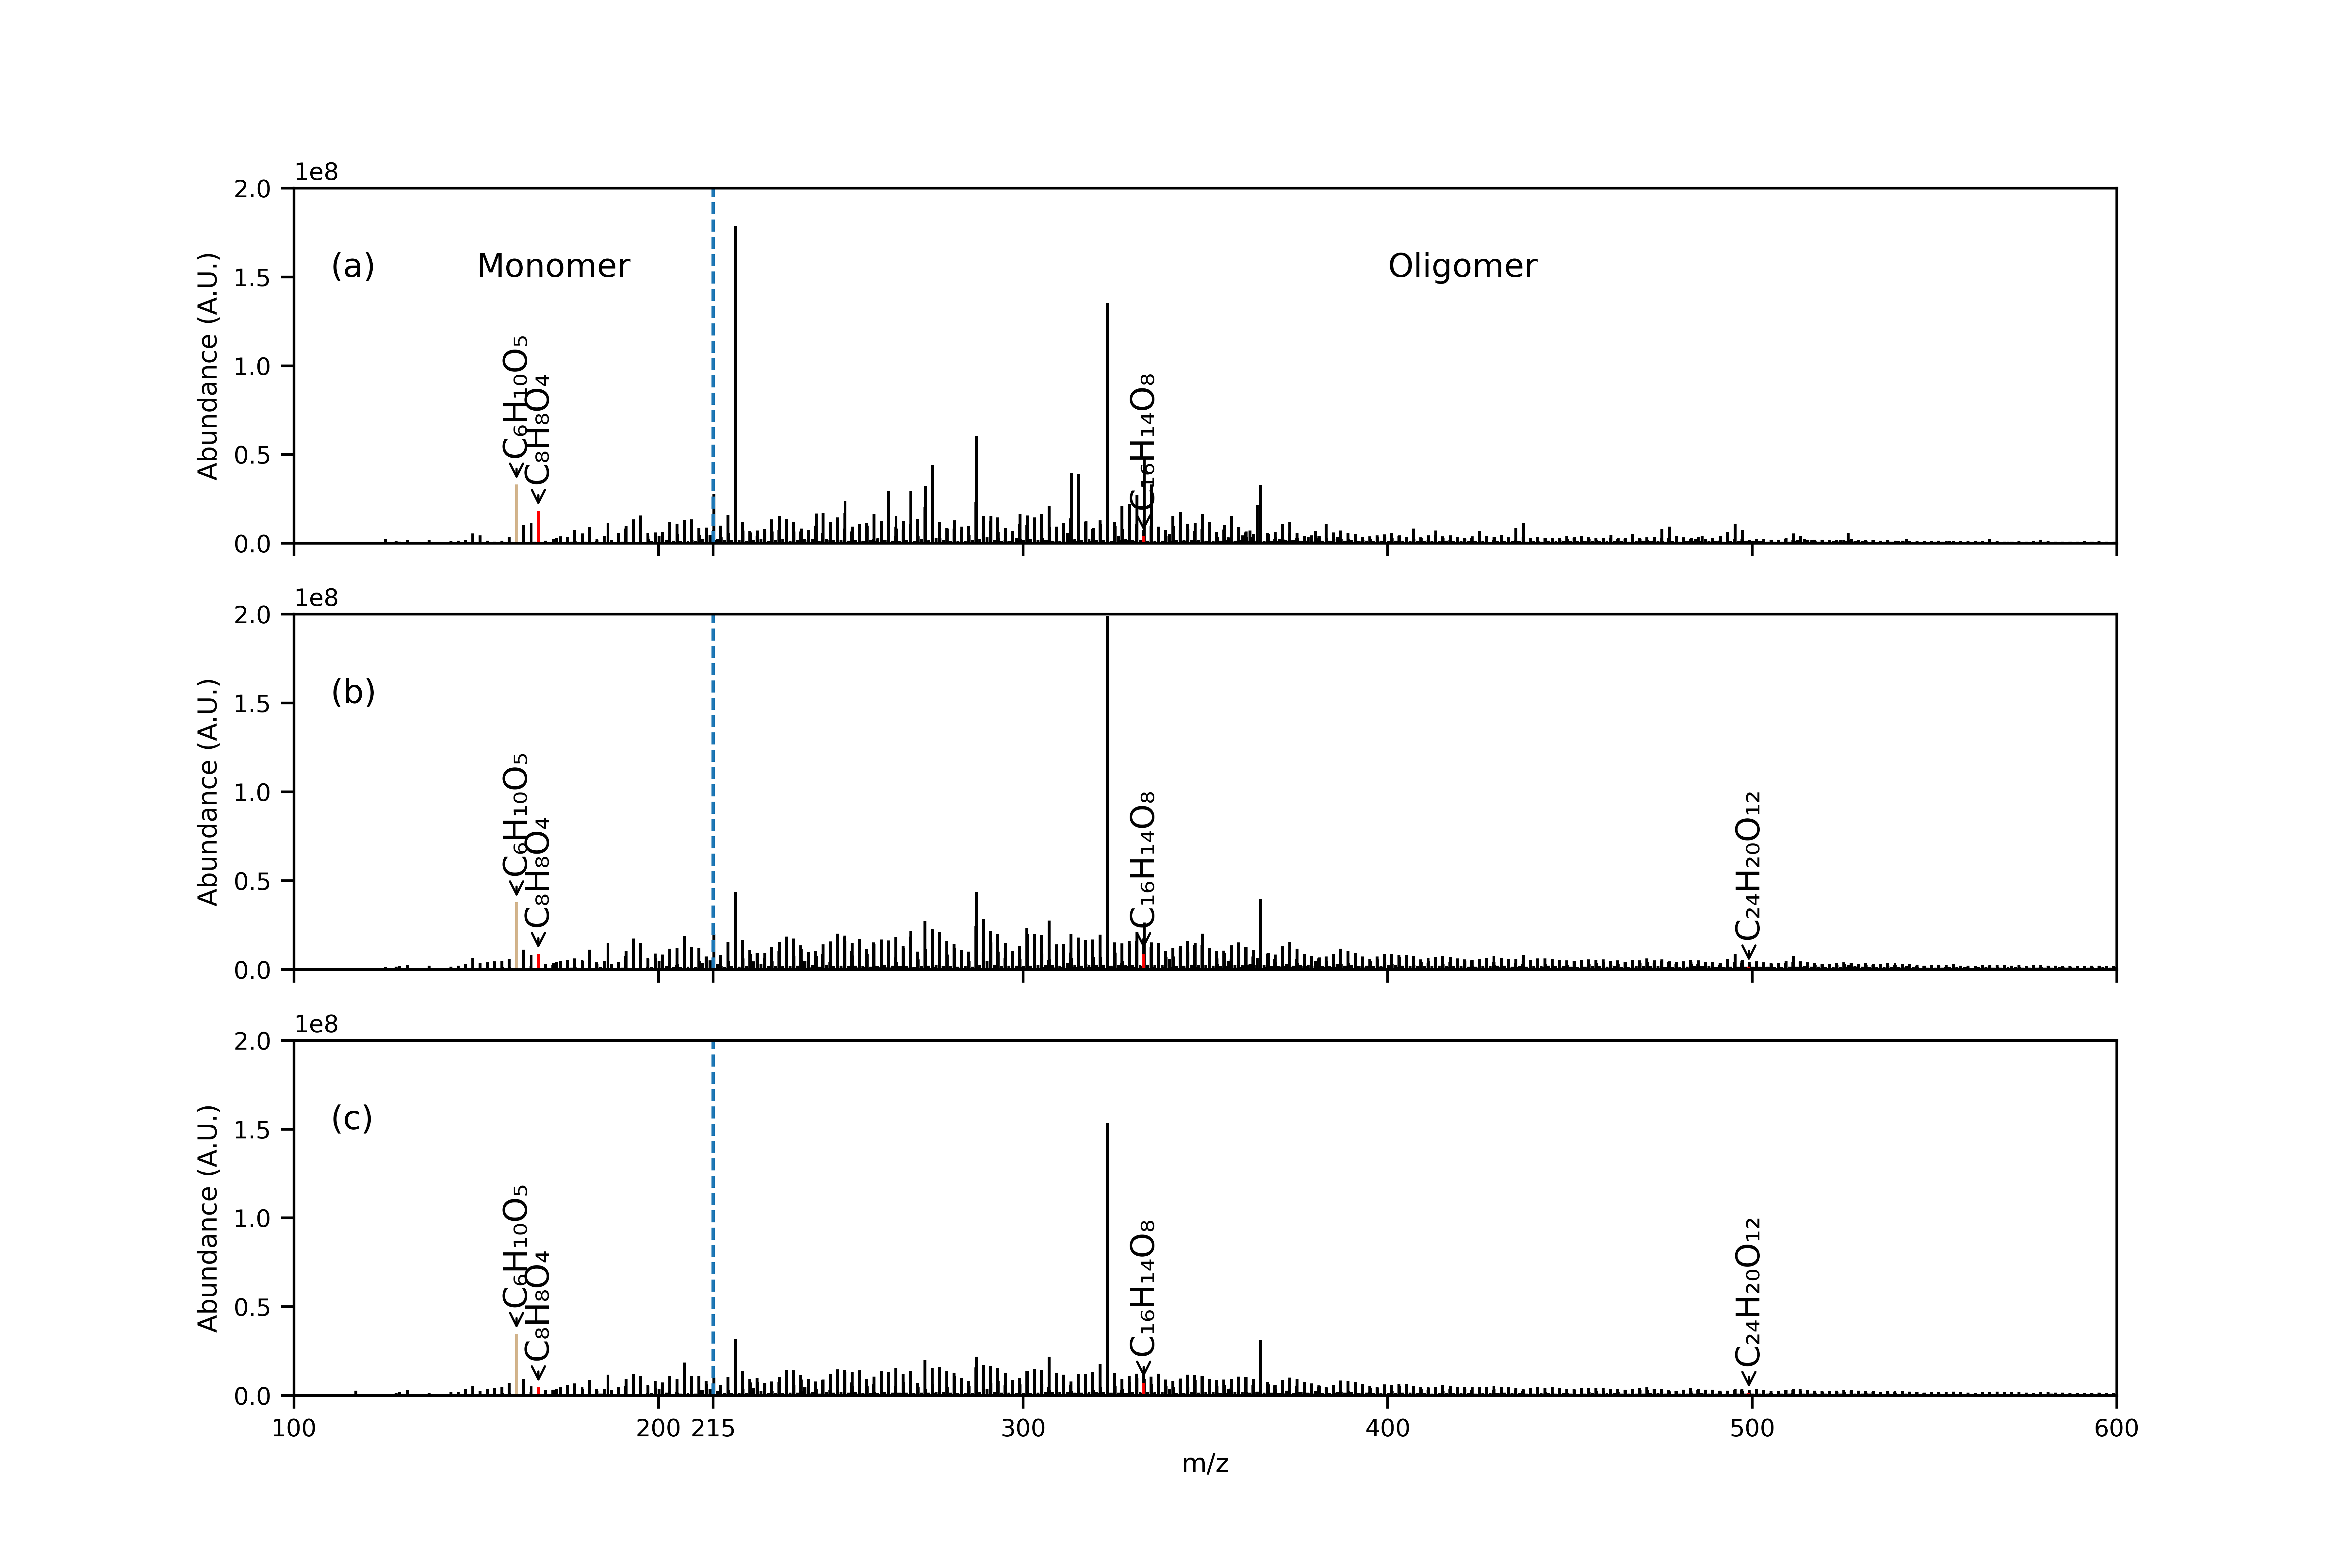 1e8
2.0
1.5
1.0
0.5
0.0
Abundance (A.U.)
(a)
Monomer
Oligomer
C₆H₁₀O₅
C₈H₈O₄
C₁₆H₁₄O₈
1e8
2.0
1.5
1.0
0.5
0.0
Abundance (A.U.)
(b)
C₆H₁₀O₅
C₈H₈O₄
C₁₆H₁₄O₈
C₂₄H₂₀O₁₂
1e8
2.0
1.5
1.0
0.5
0.0
Abundance (A.U.)
(c)
C₆H₁₀O₅
C₈H₈O₄
C₁₆H₁₄O₈
C₂₄H₂₀O₁₂
100 200 215 300 400 500 600
m/z